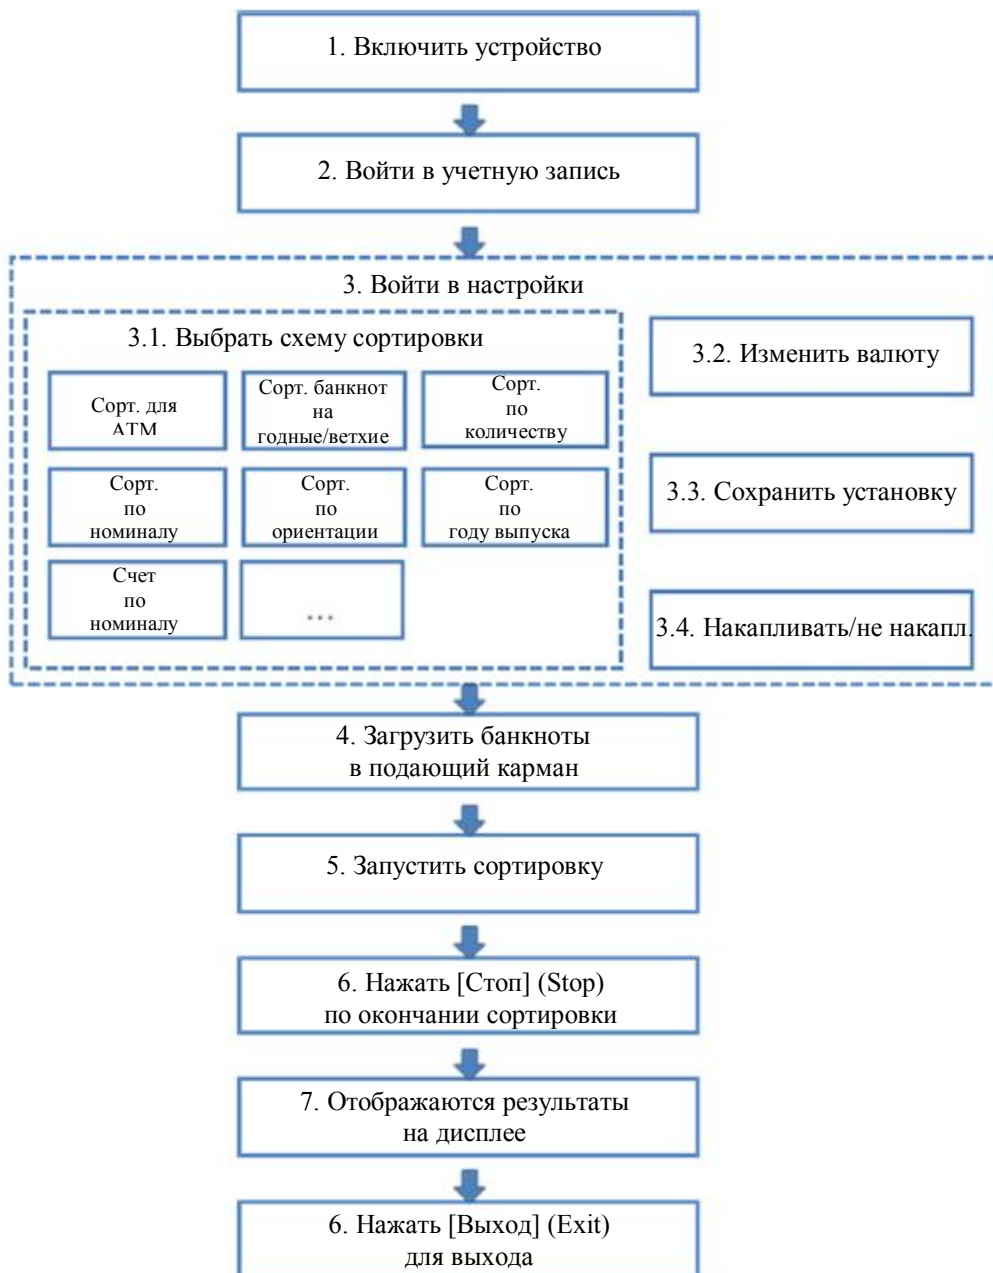 1. Включить устройство
2. Войти в учетную запись
3. Войти в настройки
3.1. Выбрать схему сортировки
Сорт. для
АТМ
Сорт. банкнот
на
годные/ветхие
Сорт.
по
количеству
Сорт.
по
номиналу
Сорт.
по
ориентации
Сорт.
по
году выпуска
Счет
по
номиналу
...
3.2. Изменить валюту
3.3. Сохранить установку
3.4. Накапливать/не накапл.
4. Загрузить банкноты
в подающий карман
5. Запустить сортировку
6. Нажать [Стоп] (Stop)
по окончании сортировки
7. Отображаются результаты
на дисплее
6. Нажать [Выход] (Exit)
для выхода